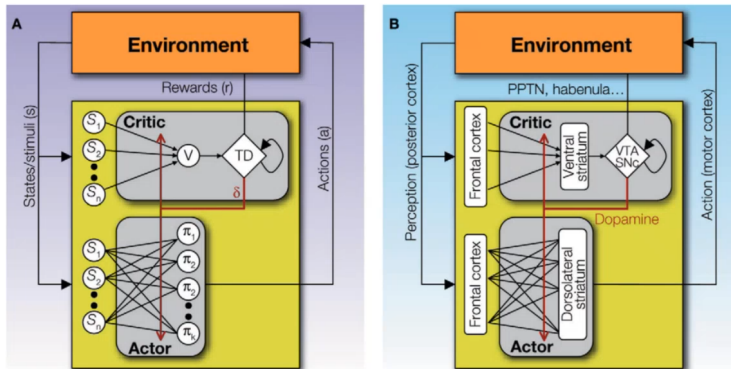 A
Environment
Rewards (r)
States/stimuli (s)
Actions (a)
Critic
S1
S2
Sn
V
TD
δ
S1
S2
Sn
π1
π2
π2
πk
Actor
B
Environment
PPTN, habenula...
Perception (posterior cortex)
Action (motor cortex)
Critic
Frontal cortex
Ventral
striatum
VTA
SNc
Dopamine
Frontal cortex
Dorsolateral
striatum
Actor